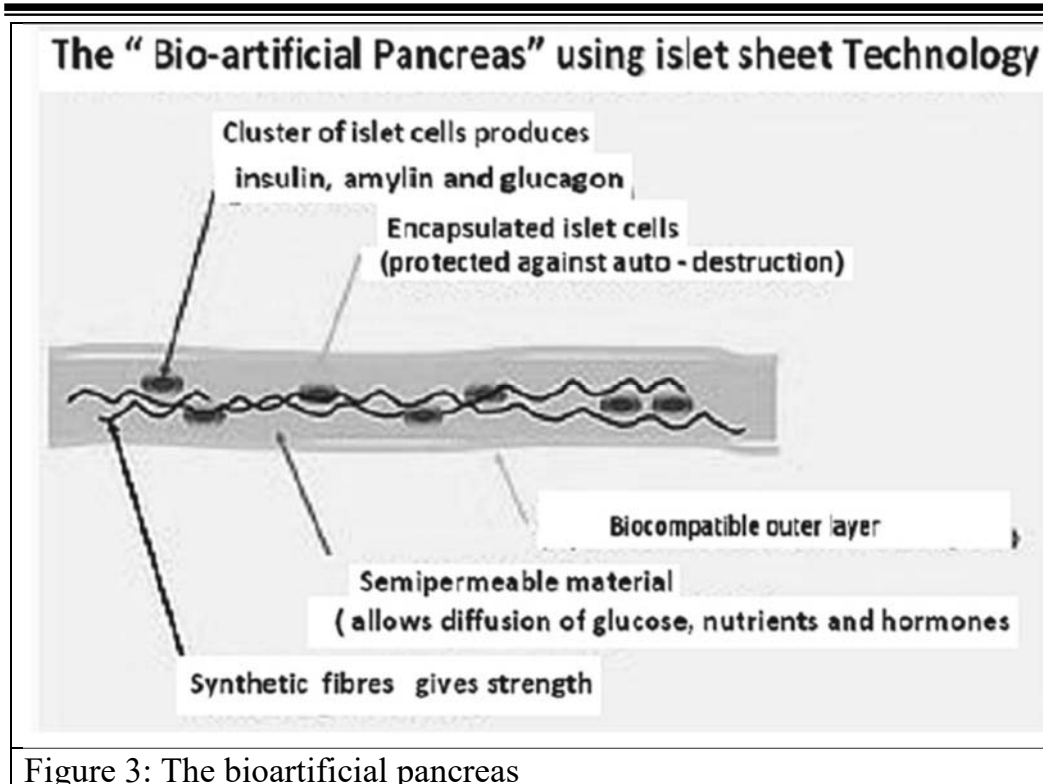 The “ Bio-artificial Pancreas” using islet sheet Technology
Cluster of islet cells produces
insulin, amylin and glucagon
Encapsulated islet cells
(protected against auto - destruction)
Biocompatible outer layer
Semipermeable material
( allows diffusion of glucose, nutrients and hormones
Synthetic fibres gives strength
Figure 3: The bioartificial pancreas